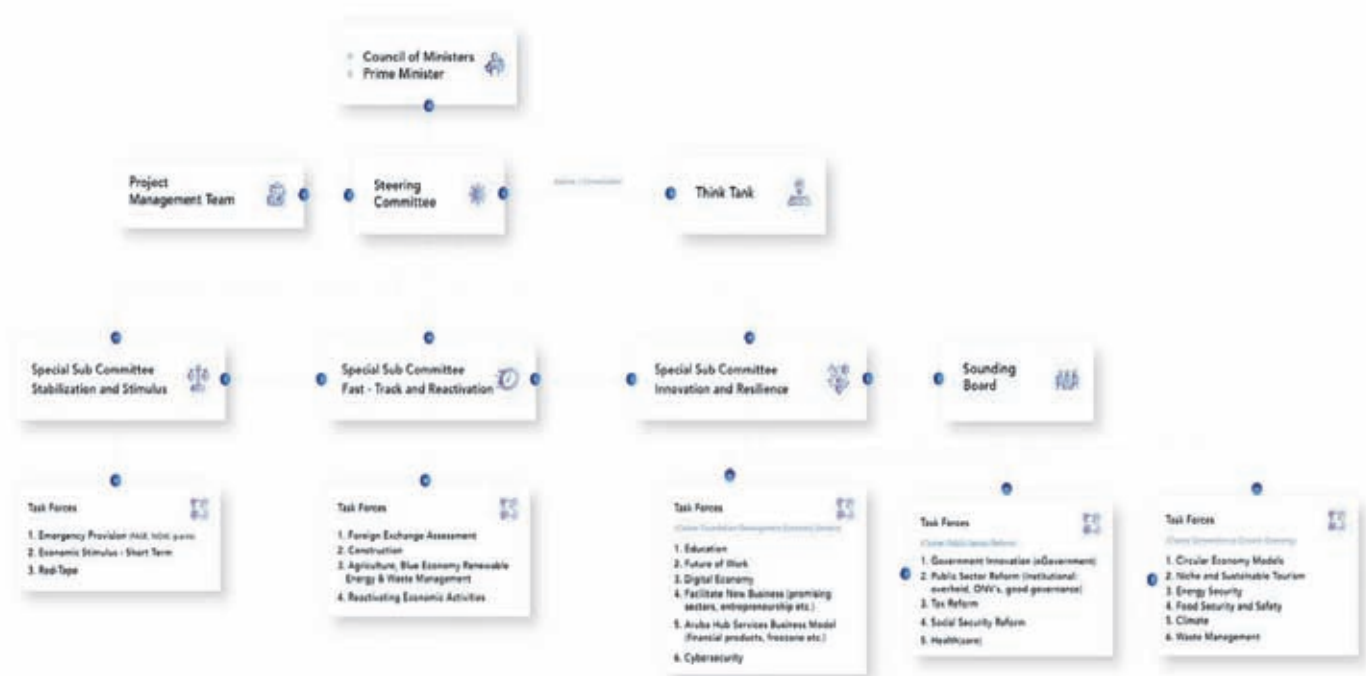 Council of Ministers
Prime Minister
Project
Management Team
Steering
Committee
Think Tank
Special Sub Committee
Stabilization and Stimulus
Special Sub Committee
Fast - Track and Reactivation
Special Sub Committee
Innovation and Resilience
Sounding
Board
Task Forces
1. Emergency Provision
2. Economic Stimulus - Short Term
3. Red-Tape
Task Forces
1. Foreign Exchange Assessment
2. Construction
3. Agriculture, Blue Economy Renewable
Energy & Waste Management
4. Reactivating Economic Activities
Task Forces
1. Education
2. Future of Work
3. Digital Economy
4. Facilitate New Business (promising
sectors, entrepreneurship etc.)
5. Aruba Hub Services Business Model
(financial products, freezone etc.)
6. Cybersecurity
Task Forces
1. Government Innovation (eGovernment)
2. Public Sector Reform (institutional:
overheid, ONV's, good governance)
3. Tax Reform
4. Social Security Reform
5. Health(care)
Task Forces
1. Circular Economy Models
2. Niche and Sustainable Tourism
3. Energy Security
4. Food Security and Safety
5. Climate
6. Waste Management